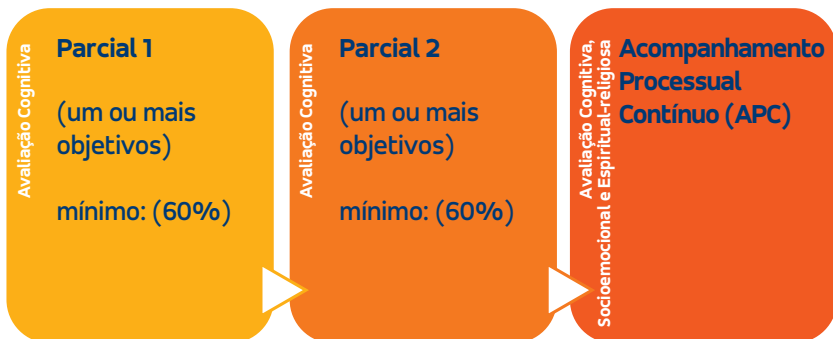 Avaliação Cognitiva
Parcial 1
(um ou mais
objetivos)
mínimo: (60%)
Avaliação Cognitiva
Parcial 2
(um ou mais
objetivos)
mínimo: (60%)
Avaliação Cognitiva,
Socioemocional e Espiritual-religiosa
Acompanhamento
Processual
Contínuo (APC)